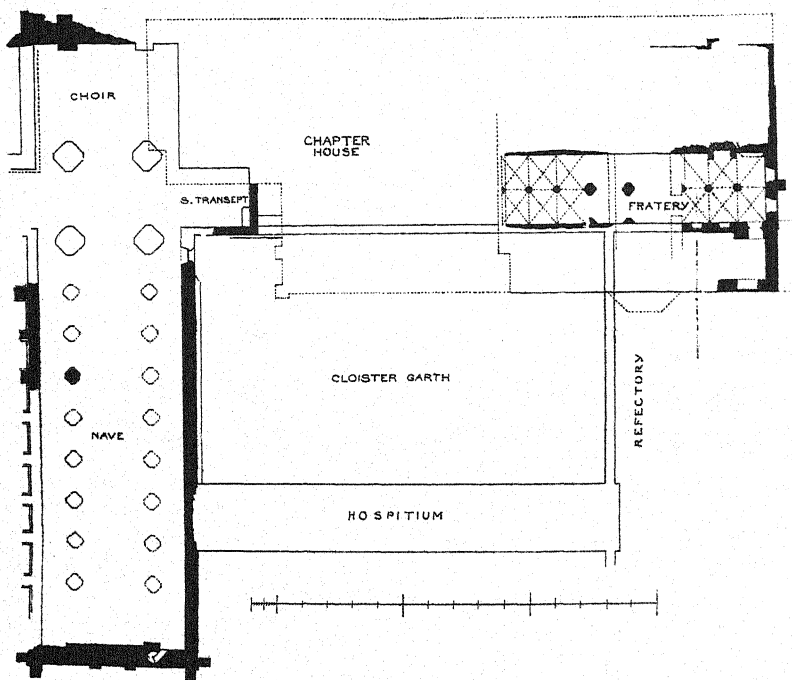 CHOIR
CHAPTER
HOUSE
S. TRANSEPT
FRATERY
CLOISTER GARTH
REFECTORY
NAVE
HOSPITIUM